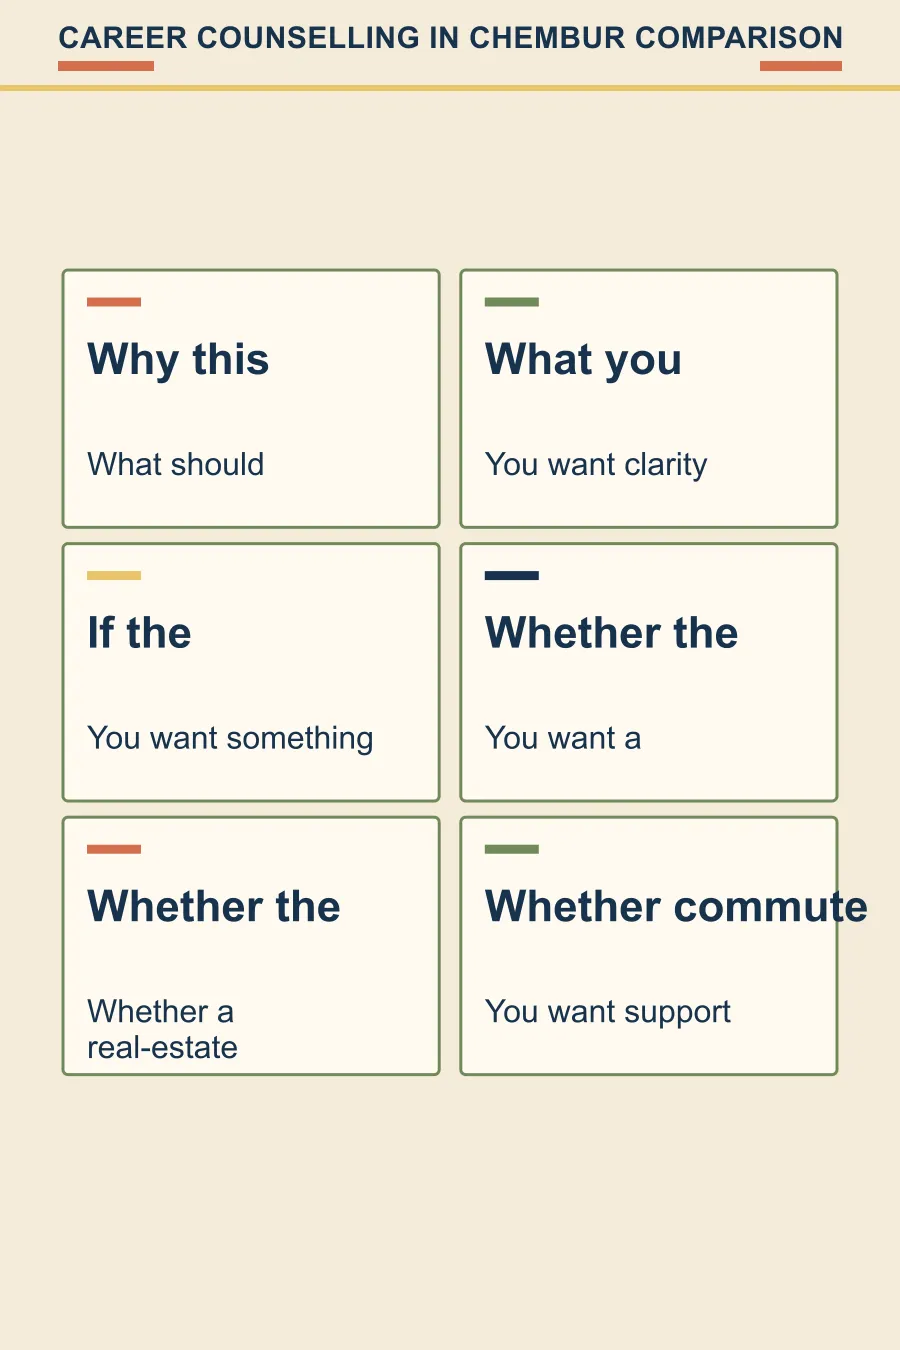 CAREER COUNSELLING IN CHEMBUR COMPARISON
Why this
What should
What you
You want clarity
If the
You want something
Whether the
You want a
Whether the
Whether a
real-estate
Whether commute
You want support